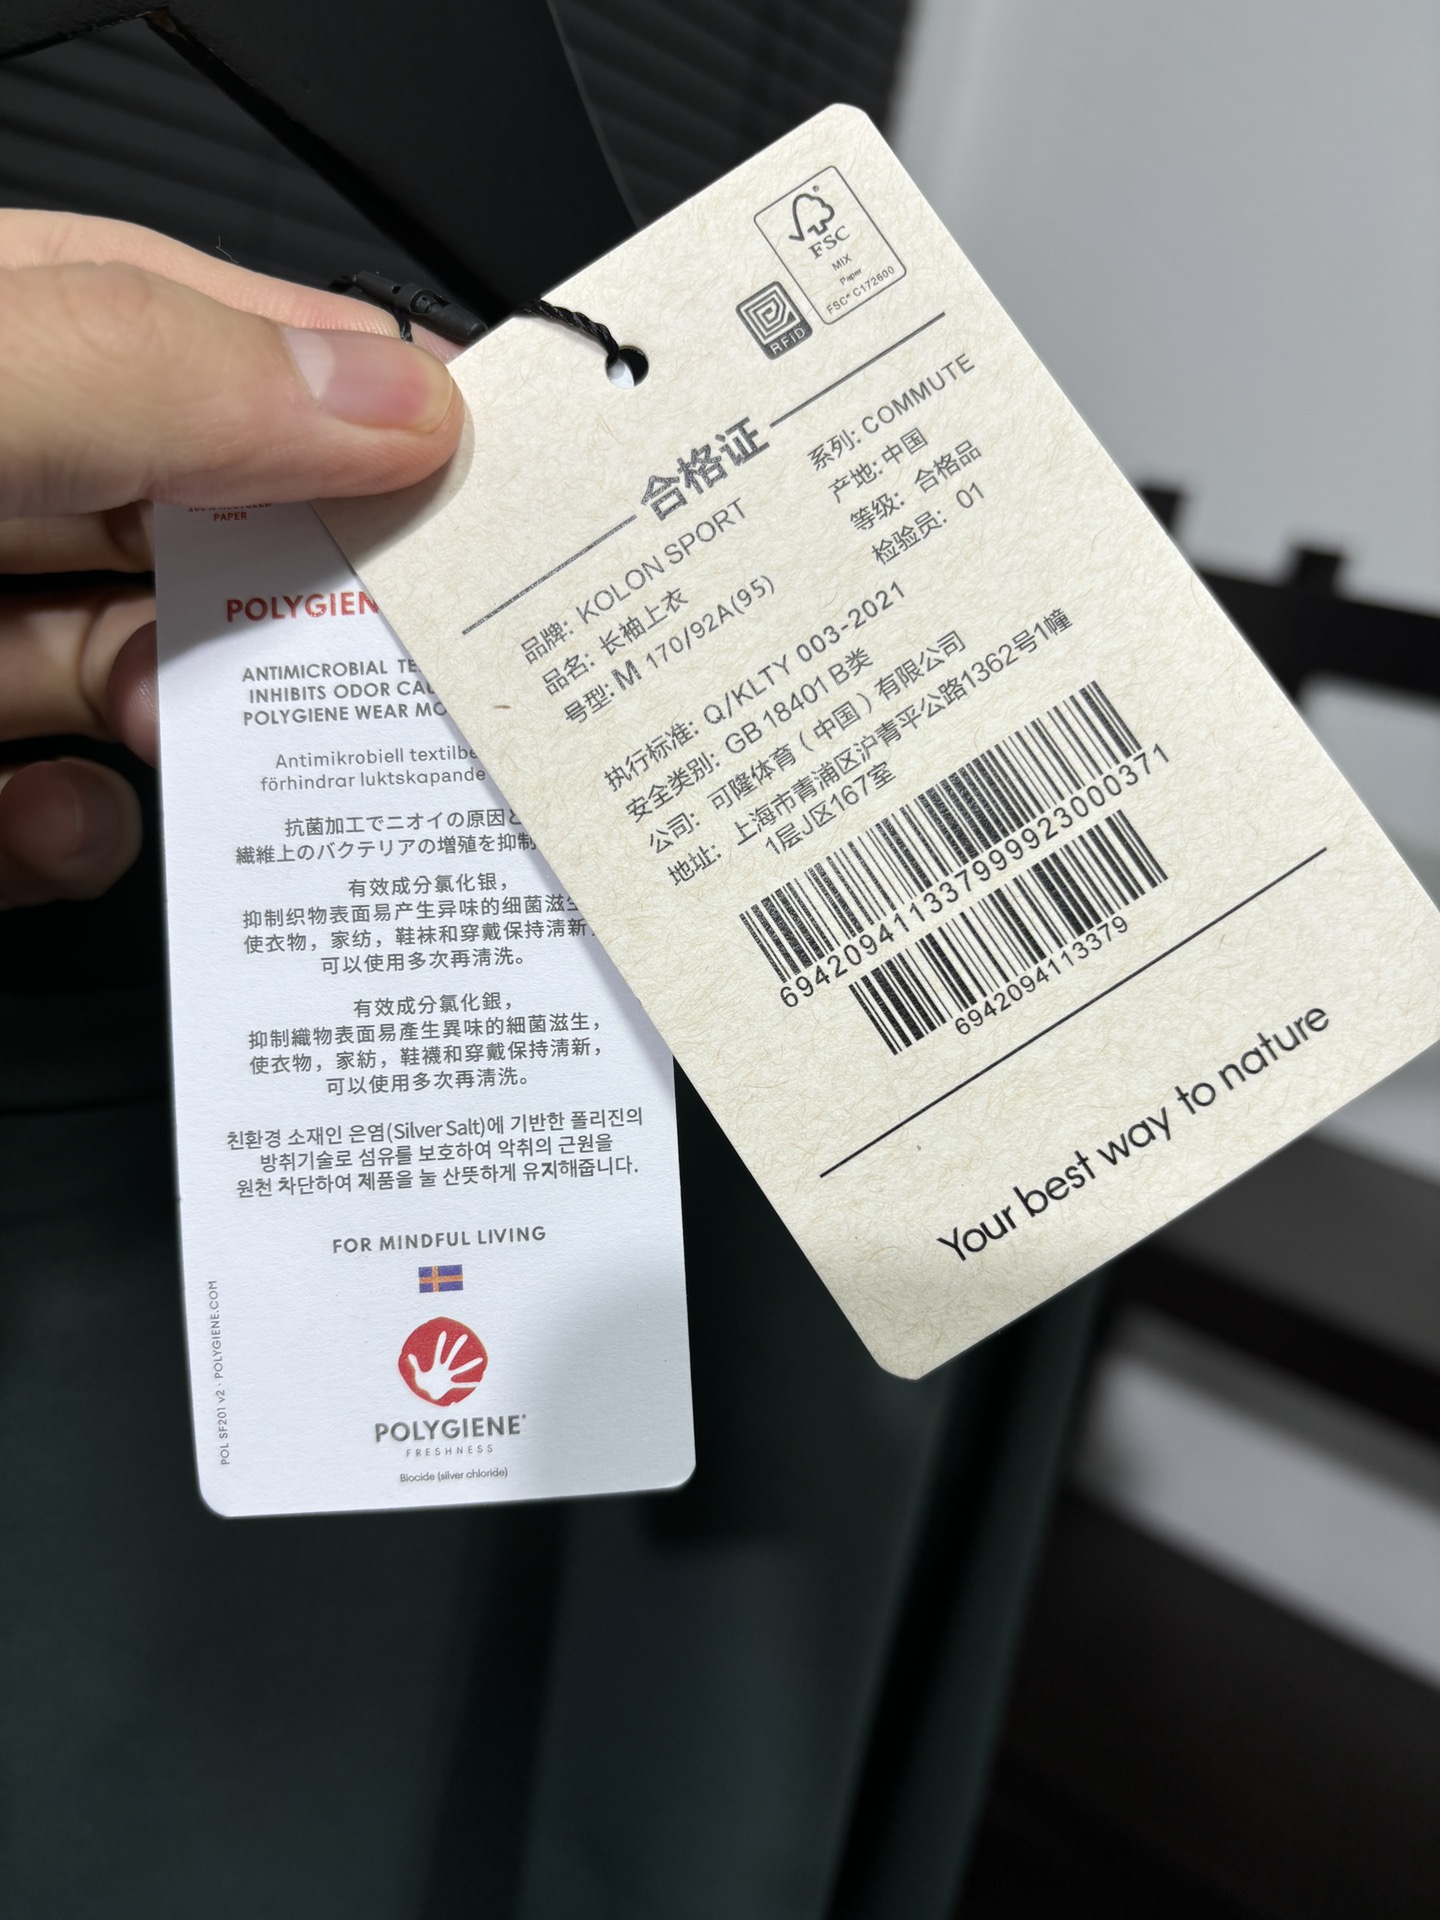 PAPER
POLYGIEN
ANTIMICROBIAL TE
INHIBITS ODOR CAU
POLYGIENE WEAR MO
Antimikrobiell textilbe
förhindrar luktskapande
抗菌加工でニオイの原因と
繊維上のバクテリアの増殖を抑制
有效成分氯化银，
抑制织物表面易产生异味的细菌滋生
使衣物，家纺，鞋袜和穿戴保持清新，
可以使用多次再清洗。
有效成分氯化銀，
抑制織物表面易產生異味的細菌滋生，
使衣物，家紡，鞋襪和穿戴保持清新，
可以使用多次再清洗。
친환경 소재인 은염(Silver Salt)에 기반한 폴리진의
방취기술로 섬유를 보호하여 악취의 근원을
원천 차단하여 제품을 늘 산뜻하게 유지해줍니다.
FOR MINDFUL LIVING
POLYGIENE®
FRESHNESS
Biocide (silver chloride)
POL SF201 v2 · POLYGIENE.COM
FSC®
MIX
Paper
FSC® C172600
RFID
合格证
品牌: KOLON SPORT
系列: COMMUTE
品名: 长袖上衣
产地: 中国
号型: M 170/92A(95)
等级: 合格品
检验员: 01
执行标准: Q/KLTY 003-2021
安全类别: GB 18401 B类
公司: 可隆体育（中国）有限公司
地址: 上海市青浦区沪青平公路1362号1幢
1层J区167室
69420941133799992300​0371
6942094113379
Your best way to nature